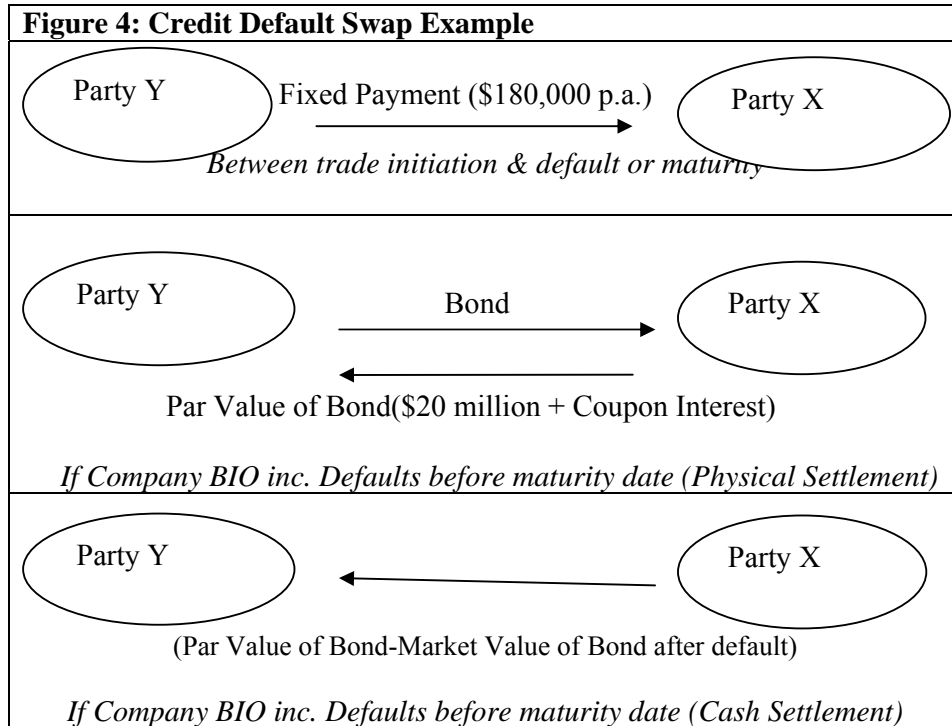 Figure 4: Credit Default Swap Example
Party Y
Fixed Payment ($180,000 p.a.)
Party X
Between trade initiation & default or maturity
Party Y
Bond
Party X
Par Value of Bond($20 million + Coupon Interest)
If Company BIO inc. Defaults before maturity date (Physical Settlement)
Party Y
Party X
(Par Value of Bond-Market Value of Bond after default)
If Company BIO inc. Defaults before maturity date (Cash Settlement)